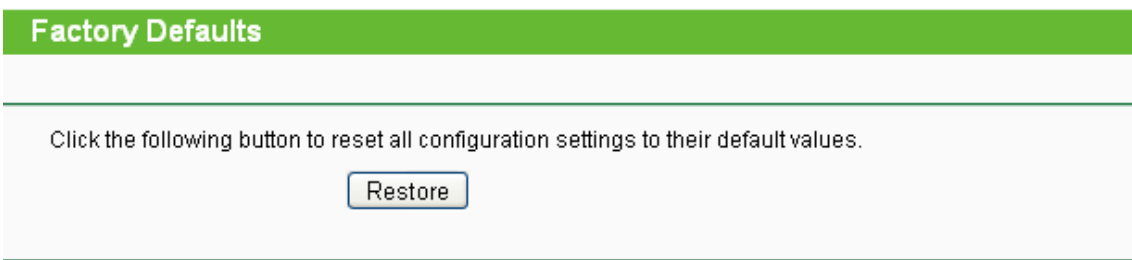 Factory Defaults
Click the following button to reset all configuration settings to their default values.
Restore